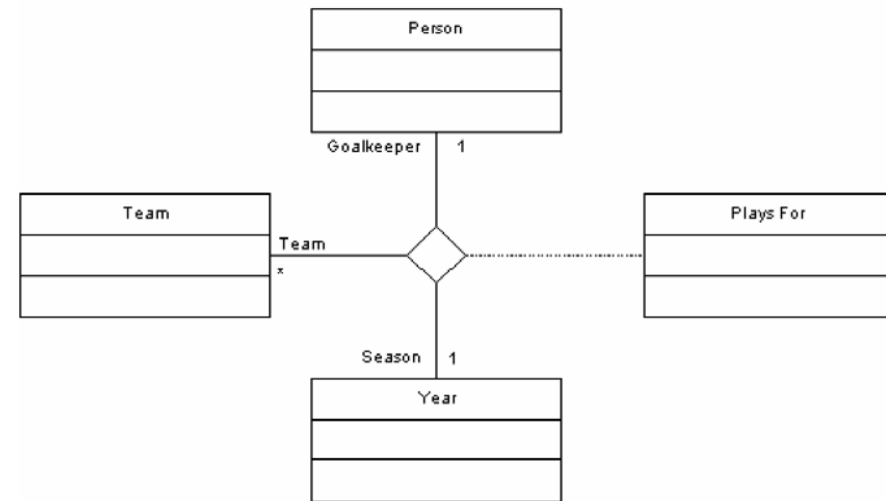 Person
Goalkeeper 1
Team
Plays For
Team
*
Season 1
Year